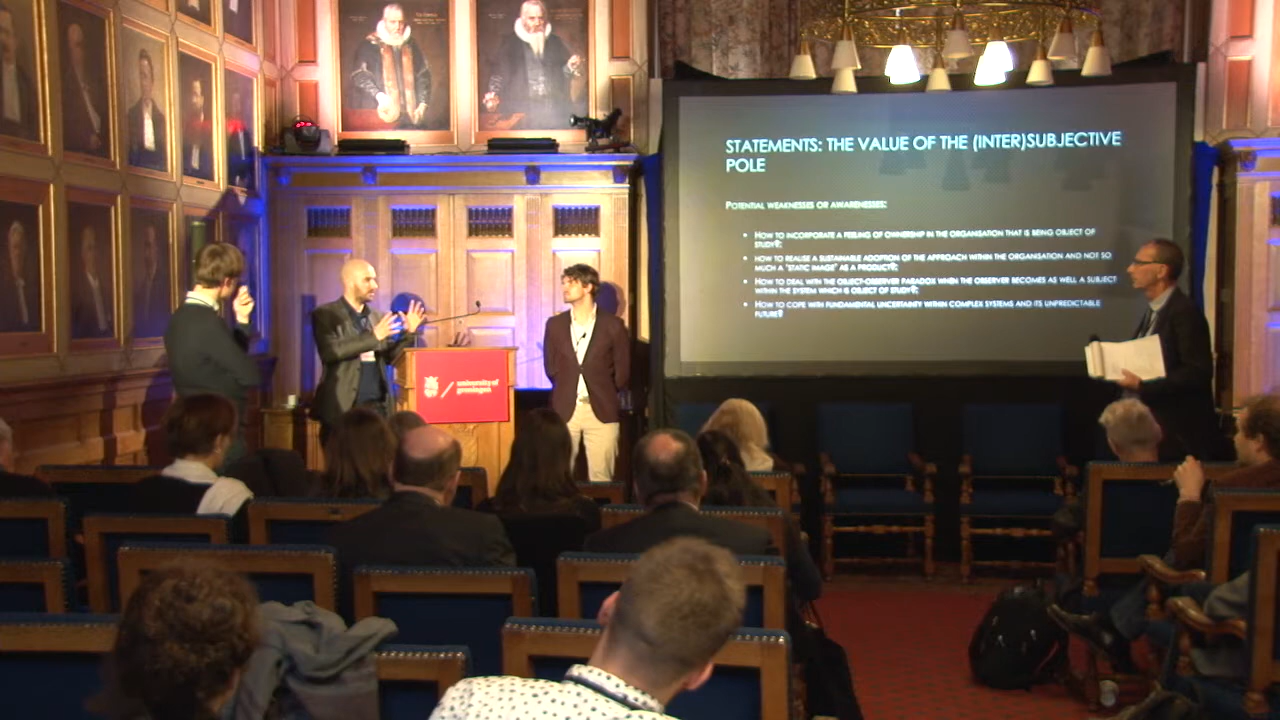 STATEMENTS: THE VALUE OF THE (INTER)SUBJECTIVE
POLE
POTENTIAL WEAKNESSES OR AWARENESSES:
• HOW TO INCORPORATE A FEELING OF OWNERSHIP IN THE ORGANISATION THAT IS BEING OBJECT OF
STUDY?;
• HOW TO REALISE A SUSTAINABLE ADOPTION OF THE APPROACH WITHIN THE ORGANISATION AND NOT SO
MUCH A "STATIC IMAGE" AS A PRODUCT?;
• HOW TO DEAL WITH THE OBJECT-OBSERVER PARADOX WHEN THE OBSERVER BECOMES AS WELL A SUBJECT
WITHIN THE SYSTEM WHICH IS OBJECT OF STUDY?;
• HOW TO COPE WITH FUNDAMENTAL UNCERTAINTY WITHIN COMPLEX SYSTEMS AND ITS UNPREDICTABLE
FUTURE?
university of
groningen